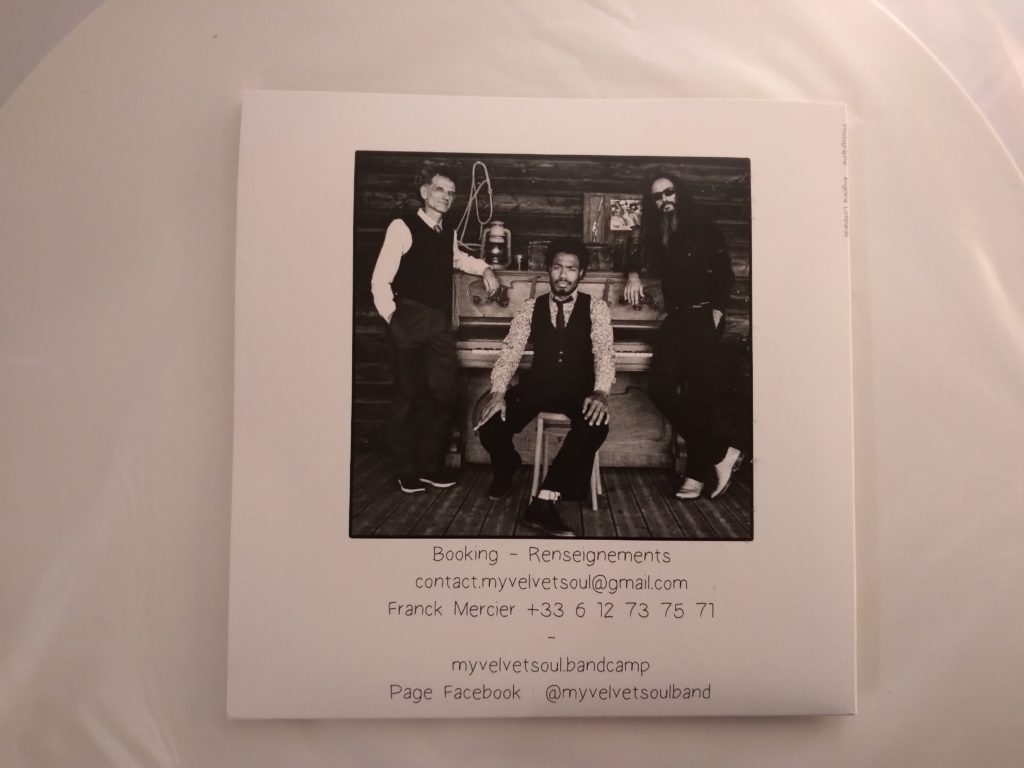 Booking - Renseignements
contact.myvelvetsoul@gmail.com
Franck Mercier +33 6 12 73 75 71
-
myvelvetsoul.bandcamp
Page Facebook : @myvelvetsoulband